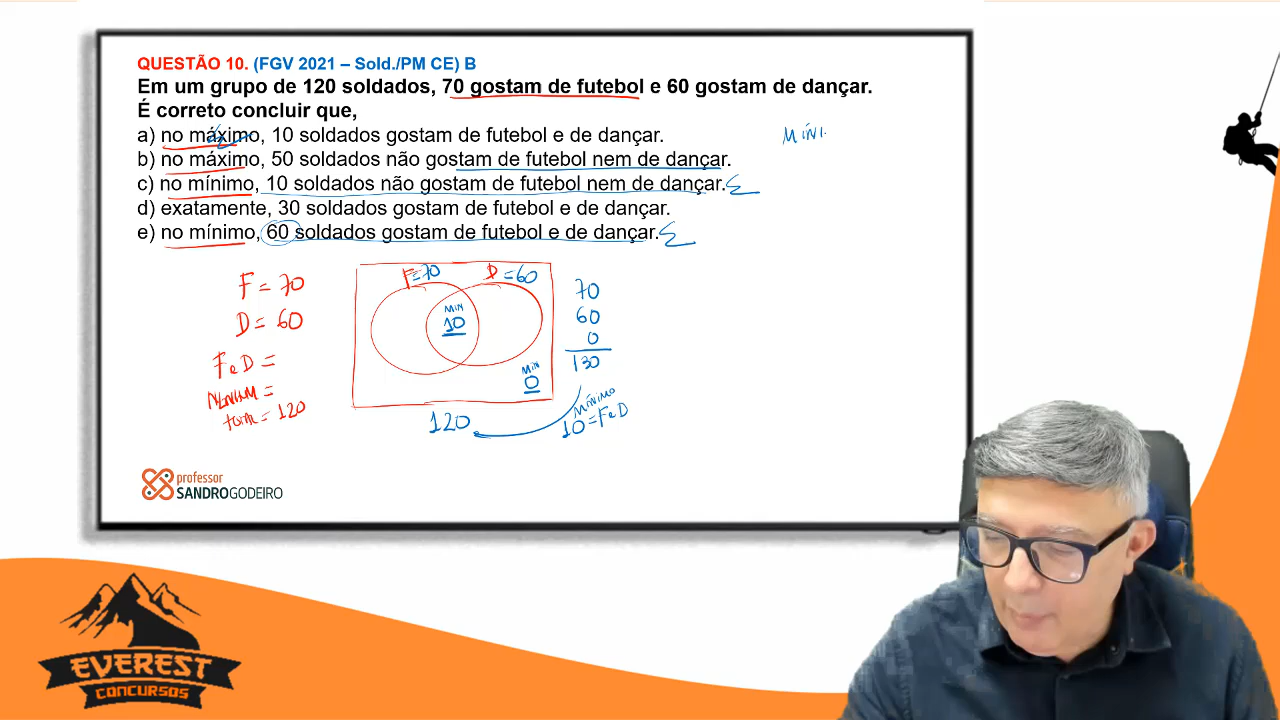 QUESTÃO 10. (FGV 2021 – Sold./PM CE) B
Em um grupo de 120 soldados, 70 gostam de futebol e 60 gostam de dançar.
É correto concluir que,
a) no máximo, 10 soldados gostam de futebol e de dançar.
MÍNI
b) no máximo, 50 soldados não gostam de futebol nem de dançar.
c) no mínimo, 10 soldados não gostam de futebol nem de dançar.
d) exatamente, 30 soldados gostam de futebol e de dançar.
e) no mínimo, 60 soldados gostam de futebol e de dançar.
F = 70
D = 60
F e D =
= 120
F=70
D=60
MIN
10
MIN
0
120
70
60
0
130
MÍNIMO
10 = F e D
professor
SANDROGODEIRO
EVEREST
CONCURSOS